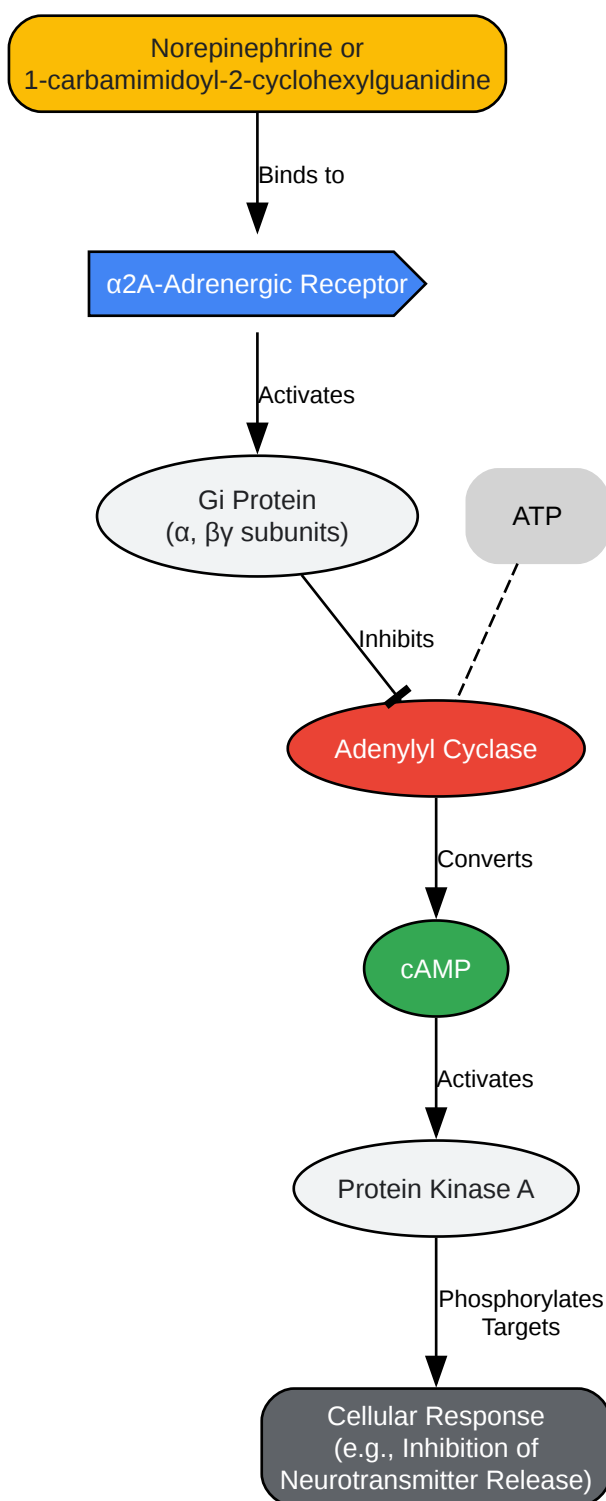 Norepinephrine or
1-carbamimidoyl-2-cyclohexylguanidine
Binds to
α2A-Adrenergic Receptor
Activates
Gi Protein
(α, βγ subunits)
ATP
Inhibits
Adenylyl Cyclase
Converts
cAMP
Activates
Protein Kinase A
Phosphorylates
Targets
Cellular Response
(e.g., Inhibition of
Neurotransmitter Release)